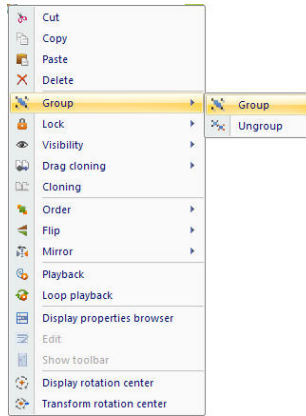 Cut
Copy
Paste
Delete
Group
Group
Lock
Ungroup
Visibility
Drag cloning
Cloning
Order
Flip
Mirror
Playback
Loop playback
Display properties browser
Edit
Show toolbar
Display rotation center
Transform rotation center